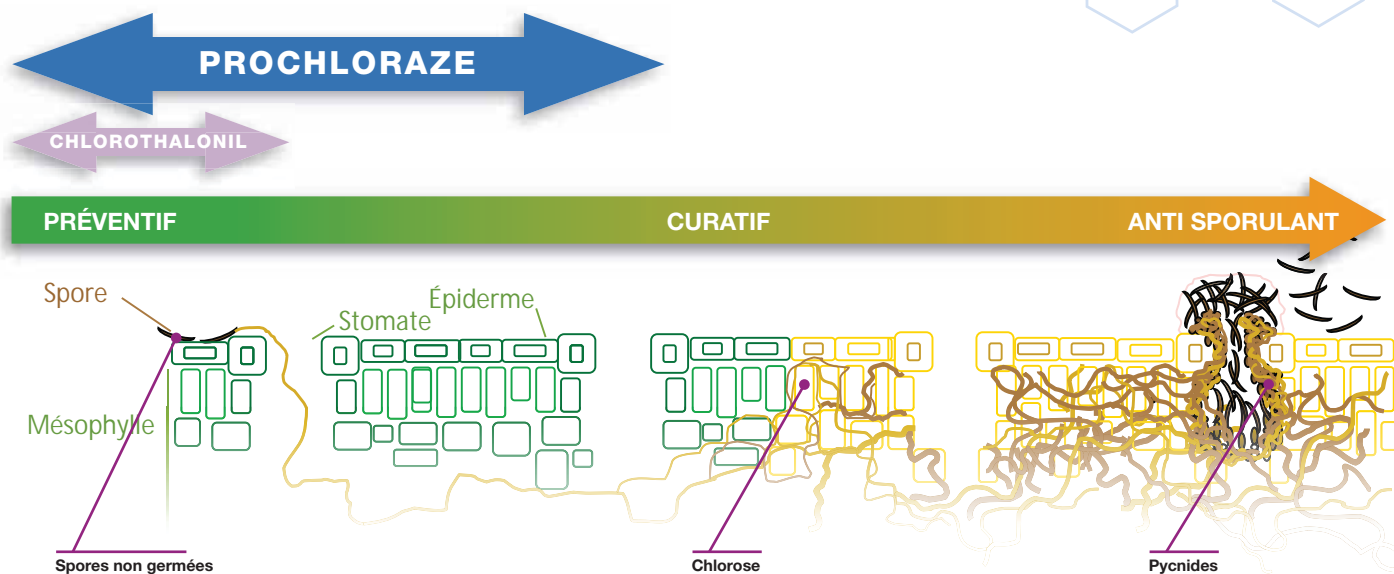 PROCHLORAZE
CHLOROTHALONIL
PRÉVENTIF CURATIF ANTI SPORULANT
Spore
Épiderme
Stomate
Mésophylle
Spores non germées Chlorose Pycnides